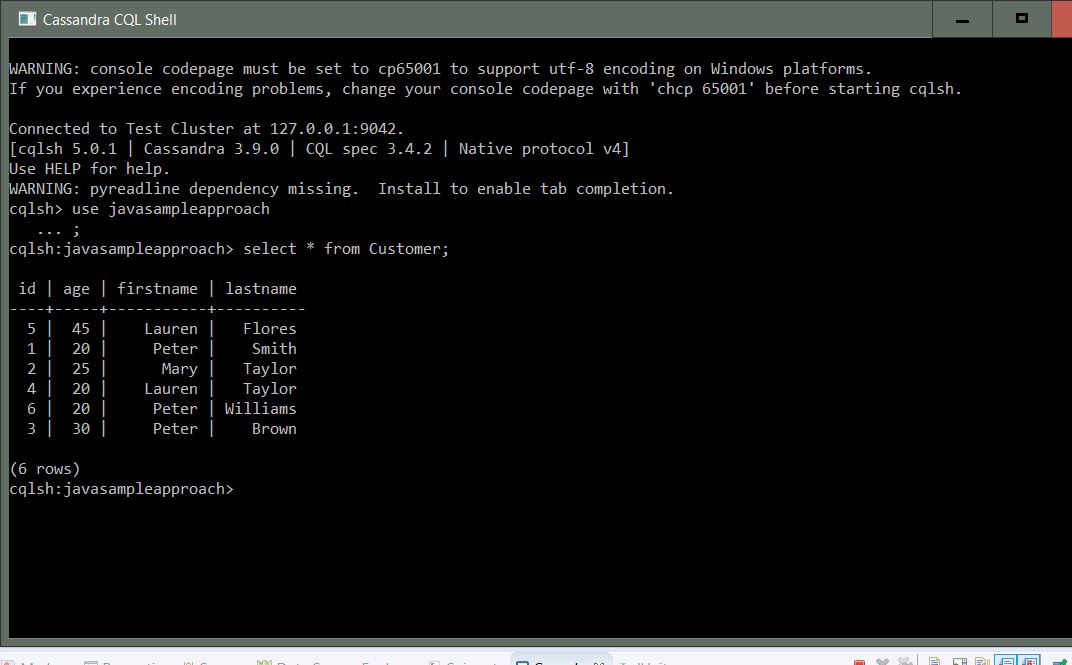 Cassandra CQL Shell
WARNING: console codepage must be set to cp65001 to support utf-8 encoding on Windows platforms.
If you experience encoding problems, change your console codepage with 'chcp 65001' before starting cqlsh.
Connected to Test Cluster at 127.0.0.1:9042.
[cqlsh 5.0.1 | Cassandra 3.9.0 | CQL spec 3.4.2 | Native protocol v4]
Use HELP for help.
WARNING: pyreadline dependency missing.  Install to enable tab completion.
cqlsh> use javasampleapproach
   ... ;
cqlsh:javasampleapproach> select * from Customer;
 id | age | firstname | lastname
----+-----+-----------+----------
  5 |  45 |    Lauren |   Flores
  1 |  20 |     Peter |    Smith
  2 |  25 |      Mary |   Taylor
  4 |  20 |    Lauren |   Taylor
  6 |  20 |     Peter | Williams
  3 |  30 |     Peter |    Brown
(6 rows)
cqlsh:javasampleapproach>